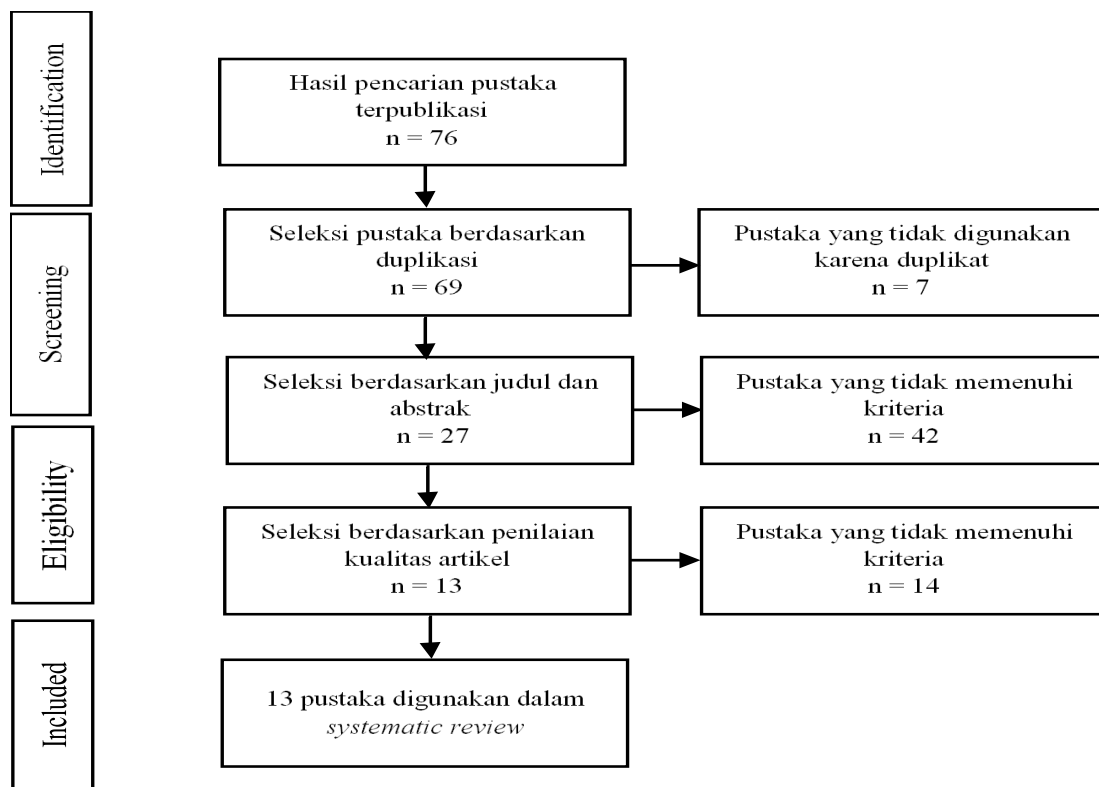 Identification
Hasil pencarian pustaka
terpublikasi
n = 76
Screening
Seleksi pustaka berdasarkan
duplikasi
n = 69
Pustaka yang tidak digunakan
karena duplikat
n = 7
Seleksi berdasarkan judul dan
abstrak
n = 27
Pustaka yang tidak memenuhi
kriteria
n = 42
Eligibility
Seleksi berdasarkan penilaian
kualitas artikel
n = 13
Pustaka yang tidak memenuhi
kriteria
n = 14
Included
13 pustaka digunakan dalam
systematic review